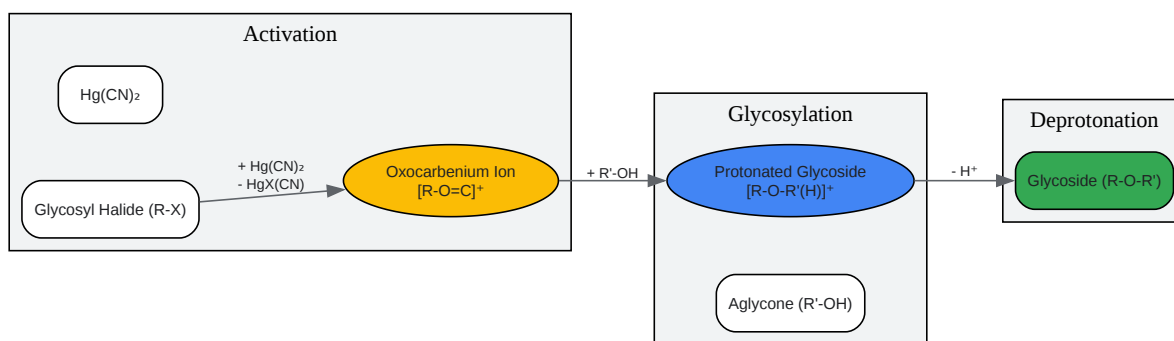 Activation
Hg(CN)₂
+ Hg(CN)₂
- HgX(CN)
Glycosyl Halide (R-X)
Oxocarbenium Ion
[R-O=C]⁺
+ R'-OH
Glycosylation
Protonated Glycoside
[R-O-R'(H)]⁺
Aglycone (R'-OH)
- H⁺
Deprotonation
Glycoside (R-O-R')